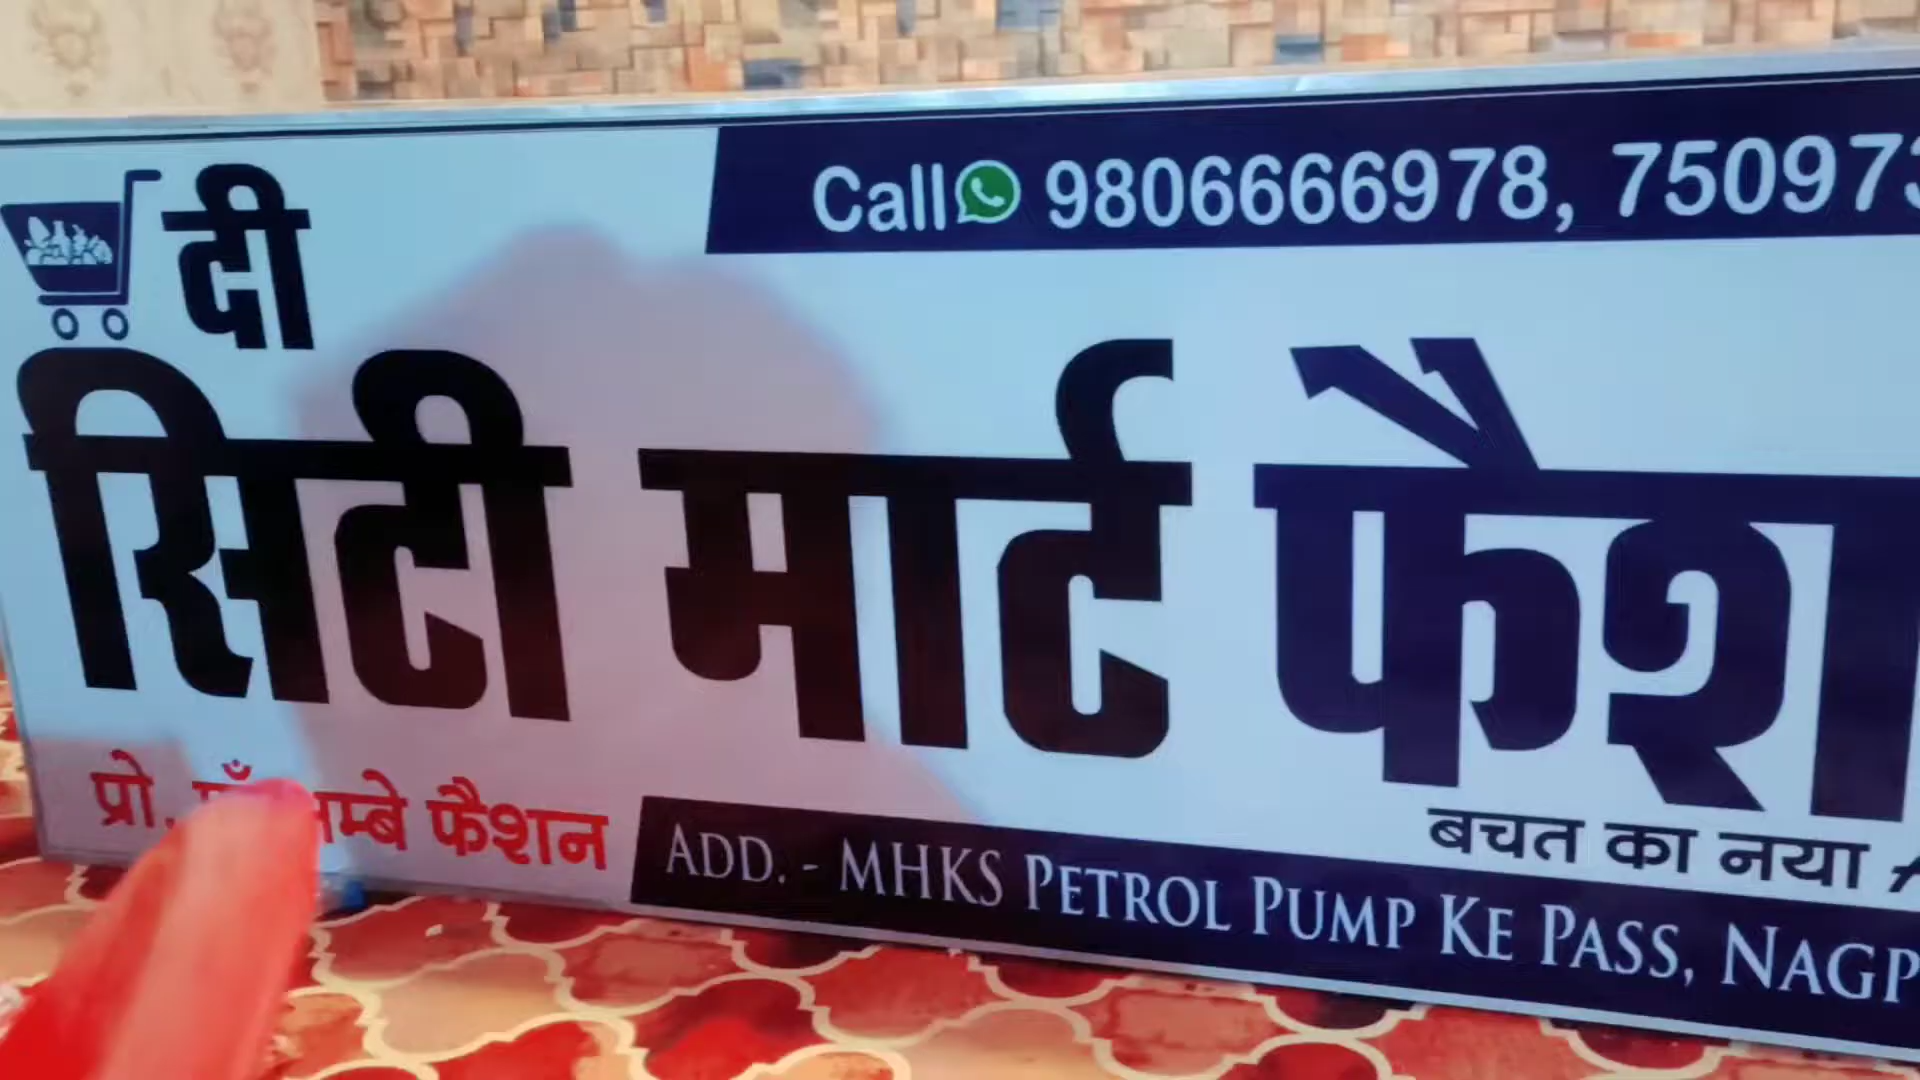 Call 9806666978, 75097
दी
सिटी मार्ट फैश
बचत का नया
प्रो. फैशन
ADD. - MHKS PETROL PUMP KE PASS, NAGP